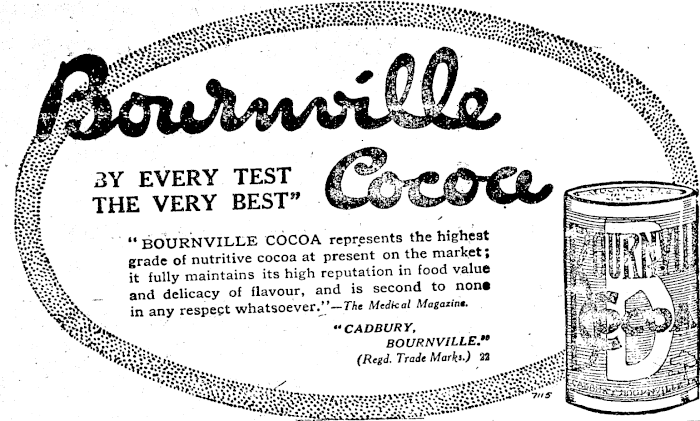 Bournville
Cocoa
BY EVERY TEST
THE VERY BEST”
“BOURNVILLE COCOA represents the highest
grade of nutritive cocoa at present on the market;
it fully maintains its high reputation in food value
and delicacy of flavour, and is second to none
in any respect whatsoever.”—The Medical Magazine.
“CADBURY,
BOURNVILLE.”
(Regd. Trade Marks.) 22
7115